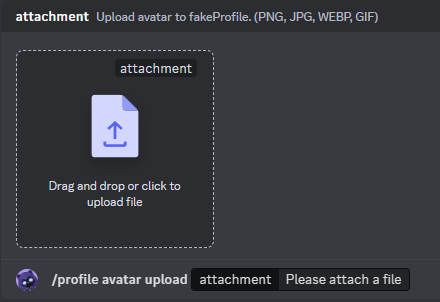 attachment Upload avatar to fakeProfile. (PNG, JPG, WEBP, GIF)
attachment
Drag and drop or click to
upload file
/profile avatar upload attachment Please attach a file